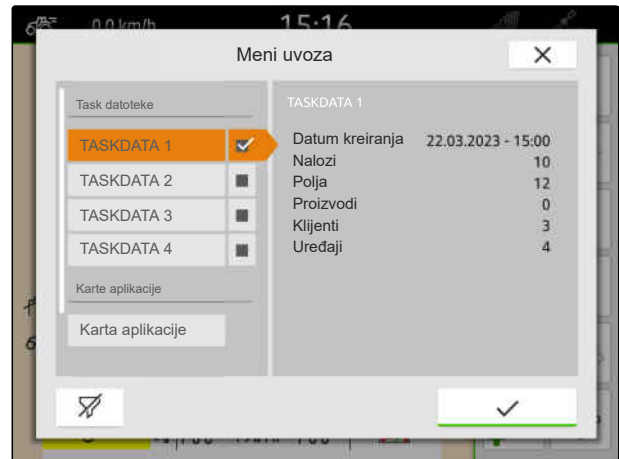 0.0 km/h 15:16
Meni uvoza
Task datoteke
TASKDATA 1
TASKDATA 2
TASKDATA 3
TASKDATA 4
Karte aplikacije
Karta aplikacije
TASKDATA 1
Datum kreiranja 22.03.2023 - 15:00
Nalozi 10
Polja 12
Proizvodi 0
Klijenti 3
Uređaji 4